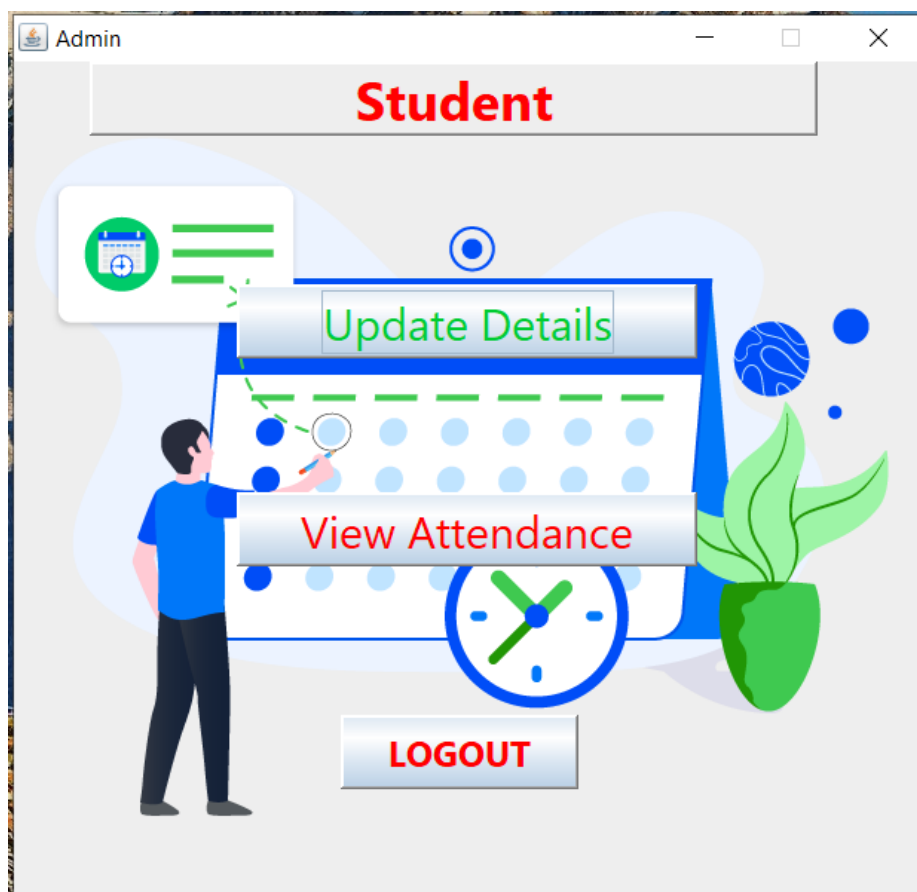 Admin
Student
Update Details
View Attendance
LOGOUT